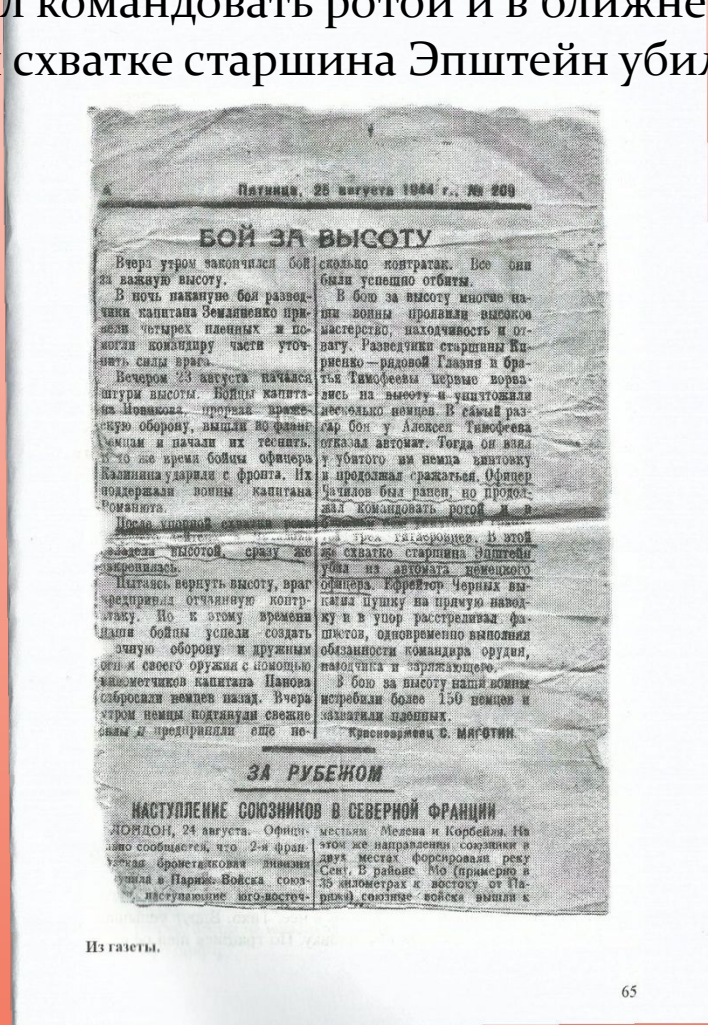 л командовать ротой и в ближне
схватке старшина Эпштейн убил
Пятница, 25 августа 1944 г., № 209
БОЙ ЗА ВЫСОТУ
Вчера утром закончился бой
за важную высоту.
В ночь накануне боя развед-
чики капитана Земляненко при-
вели четырех пленных и по-
могли командиру части уточ-
нить силы врага.
Вечером 23 августа начался
штурм высоты. Бойцы капита-
на Новикова, прорвав враже-
скую оборону, вышли во фланг
немцам и начали их теснить.
В то же время бойцы офицера
Калинина ударили с фронта. Их
поддержали воины капитана
Романюта.
После упорной схватки рота
овладела высотой, сразу же
закрепилась.
Пытаясь вернуть высоту, враг
предпринял отчаянную контр-
атаку. Но к этому времени
наши бойцы успели создать
прочную оборону и дружным
огнем своего оружия с помощью
минометчиков капитана Панова
отбросили немцев назад. Вчера
утром немцы подтянули свежие
силы и предприняли еще не-
сколько контратак. Все они
были успешно отбиты.
В бою за высоту многие на-
ши воины проявили высокое
мастерство, находчивость и от-
вагу. Разведчики старшины Ки-
риенко—рядовой Глазня и бра-
тья Тимофеевы первые ворва-
лись на высоту и уничтожили
несколько немцев. В самый раз-
гар боя у Алексея Тимофеева
отказал автомат. Тогда он взял
у убитого им немца винтовку
и продолжал сражаться. Офицер
Чачилов был ранен, но продол-
жал командовать ротой и в
трех гитлеровцев. В этой
же схватке старшина Эпштейн
убил из автомата немецкого
офицера. Ефрейтор Черных вы-
катил пушку на прямую навод-
ку и в упор расстреливал фа-
шистов, одновременно выполняя
обязанности командира орудия,
наводчика и заряжающего.
В бою за высоту наши воины
истребили более 150 немцев и
захватили пленных.
Красноармеец С. МЯГОТИН.
ЗА РУБЕЖОМ
НАСТУПЛЕНИЕ СОЮЗНИКОВ В СЕВЕРНОЙ ФРАНЦИИ
ЛОНДОН, 24 августа. Офици-
ально сообщается, что 2-я фран-
цузская бронетанковая дивизия
вступила в Париж. Войска союз-
наступающие юго-восточ-
местьям Мелена и Корбейля. На
этом же направлении союзники в
двух местах форсировали реку
Сену. В районе Мо (примерно в
35 километрах к востоку от Па-
рижа) союзные войска вышли к
Из газеты.
65